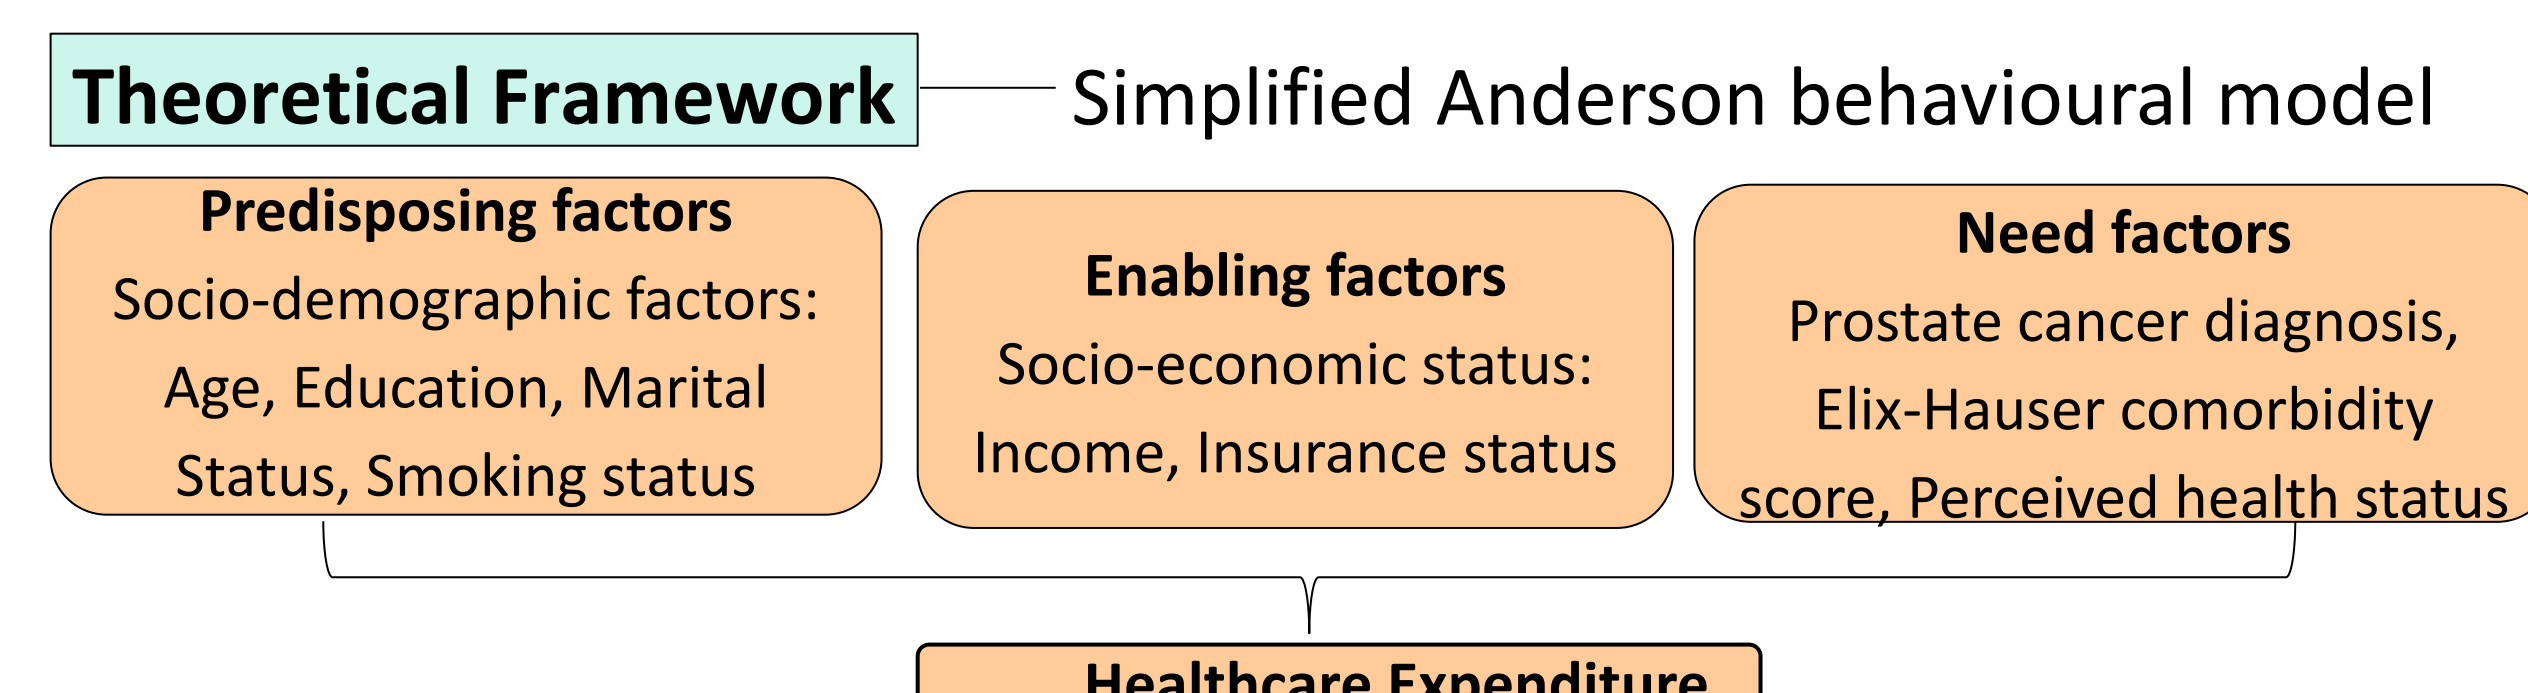 Theoretical Framework
Simplified Anderson behavioural model
Predisposing factors
Socio-demographic factors:
Age, Education, Marital
Status, Smoking status
Enabling factors
Socio-economic status:
Income, Insurance status
Need factors
Prostate cancer diagnosis,
Elix-Hauser comorbidity
score, Perceived health status
Healthcare Expenditure